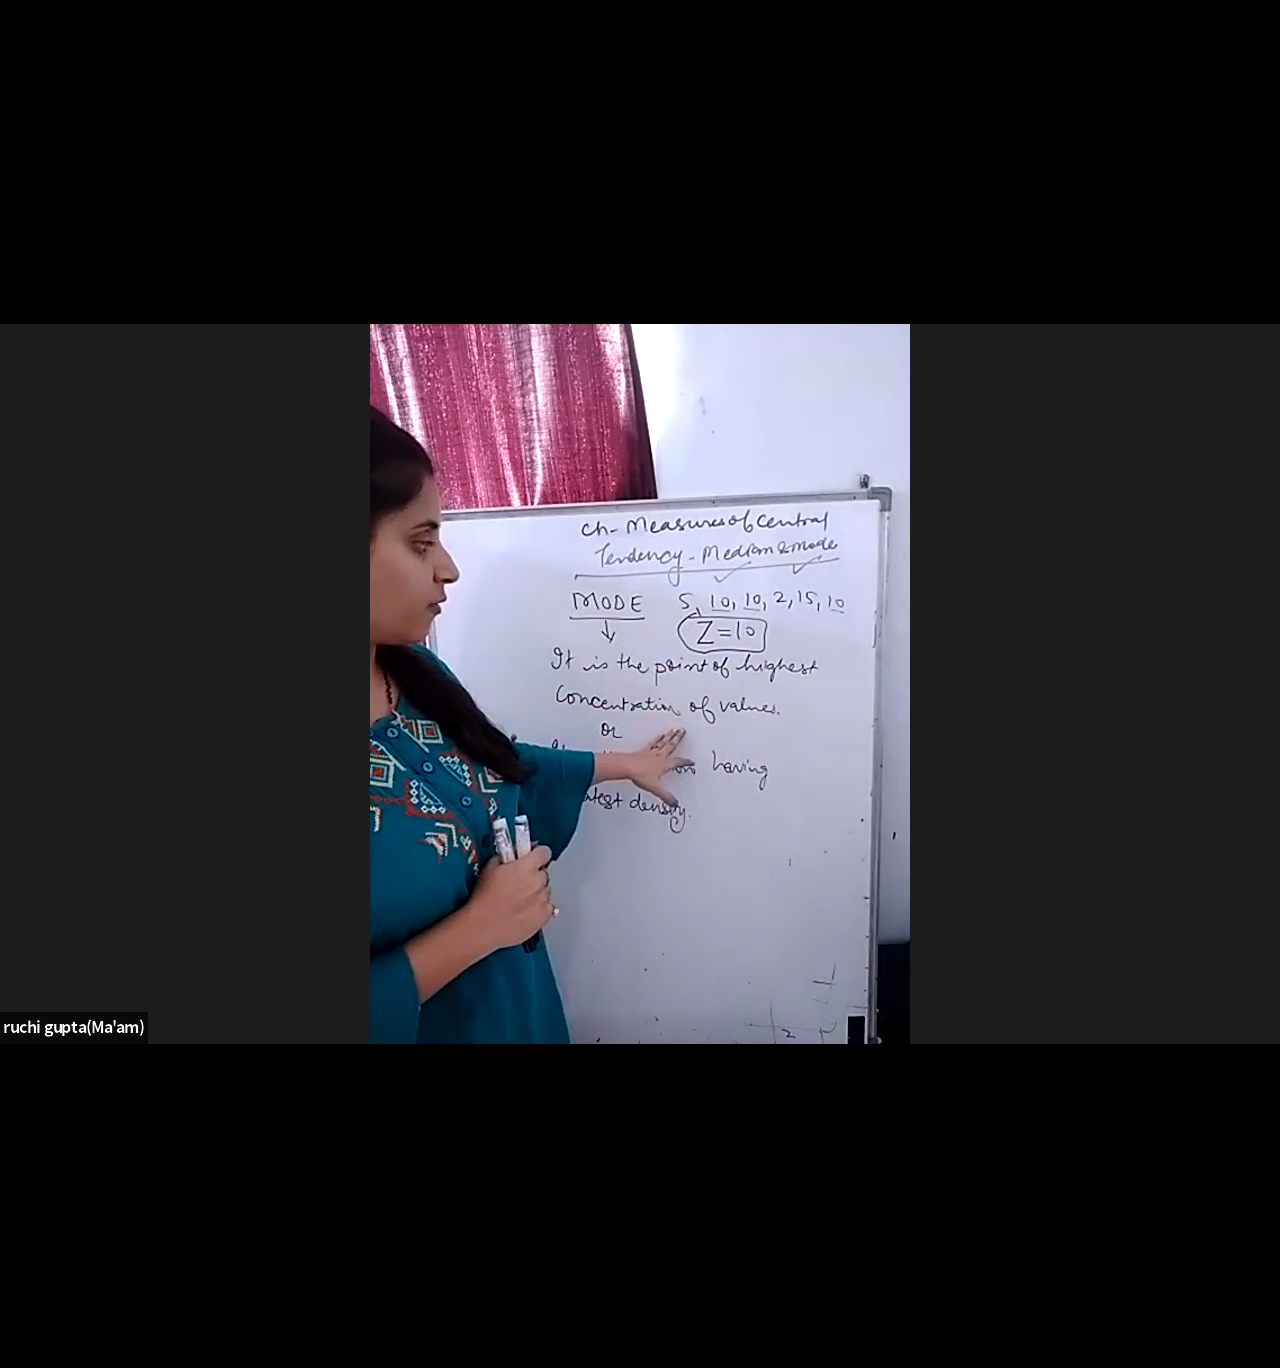 Ch- Measures of Central
Tendency - Median & Mode
MODE 5, 10, 10, 2, 15, 10
Z=10
It is the point of highest
Concentration of values.
or
having
density.
2
ruchi gupta(Ma'am)